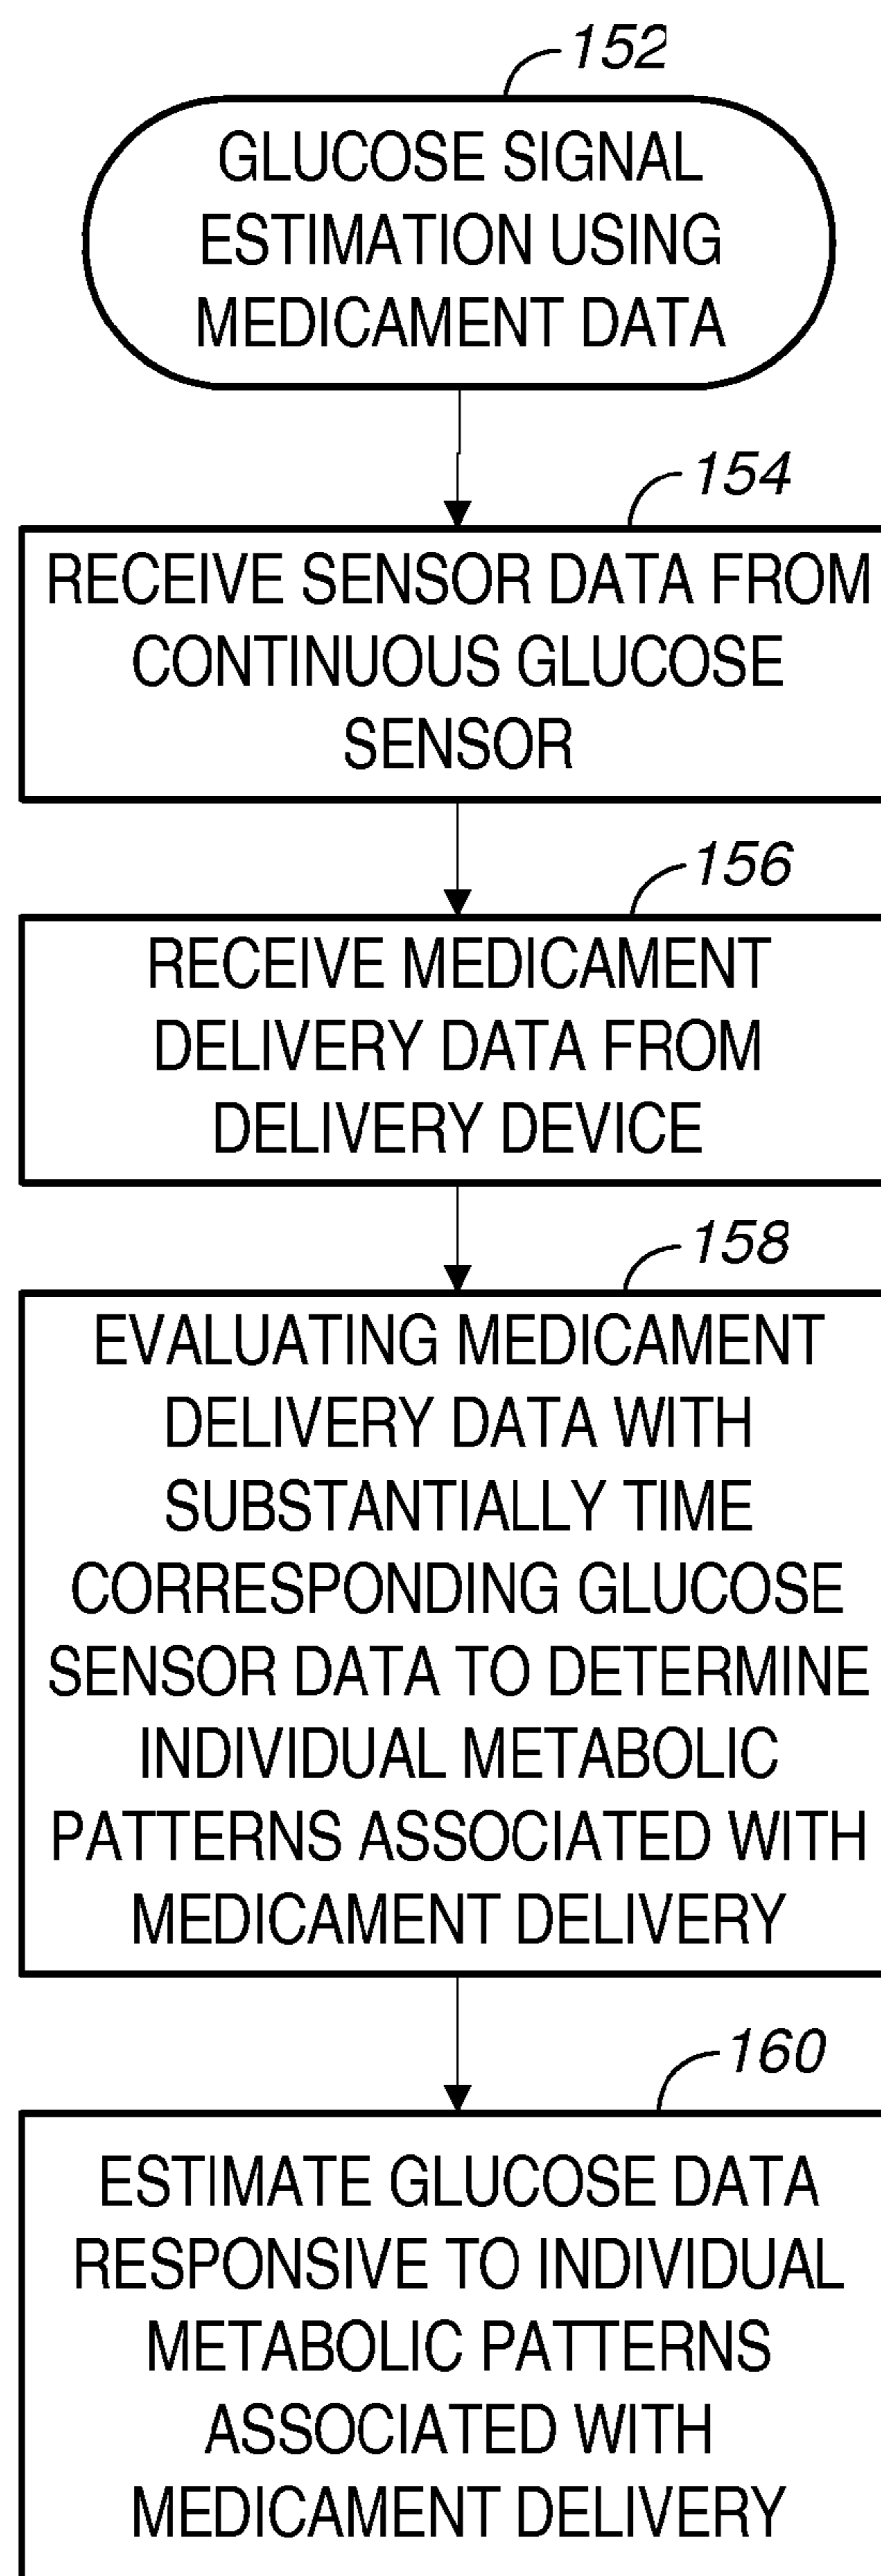 152
GLUCOSE SIGNAL
ESTIMATION USING
MEDICAMENT DATA
154
RECEIVE SENSOR DATA FROM
CONTINUOUS GLUCOSE
SENSOR
156
RECEIVE MEDICAMENT
DELIVERY DATA FROM
DELIVERY DEVICE
158
EVALUATING MEDICAMENT
DELIVERY DATA WITH
SUBSTANTIALLY TIME
CORRESPONDING GLUCOSE
SENSOR DATA TO DETERMINE
INDIVIDUAL METABOLIC
PATTERNS ASSOCIATED WITH
MEDICAMENT DELIVERY
160
ESTIMATE GLUCOSE DATA
RESPONSIVE TO INDIVIDUAL
METABOLIC PATTERNS
ASSOCIATED WITH
MEDICAMENT DELIVERY